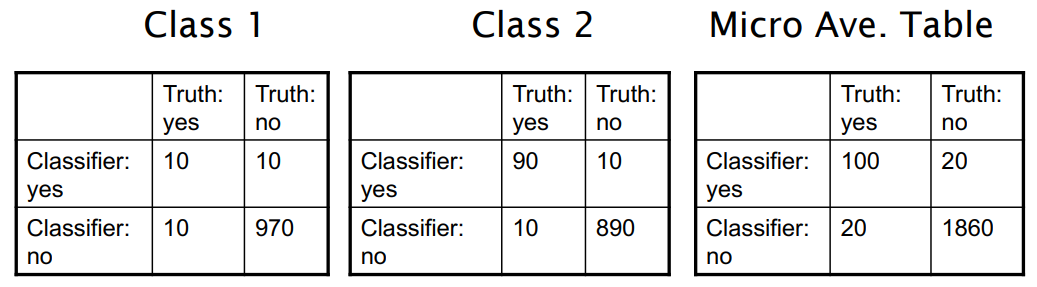 Class 1
Truth: yes
Truth: no
Classifier: yes
10
10
Classifier: no
10
970
Class 2
Truth: yes
Truth: no
Classifier: yes
90
10
Classifier: no
10
890
Micro Ave. Table
Truth: yes
Truth: no
Classifier: yes
100
20
Classifier: no
20
1860